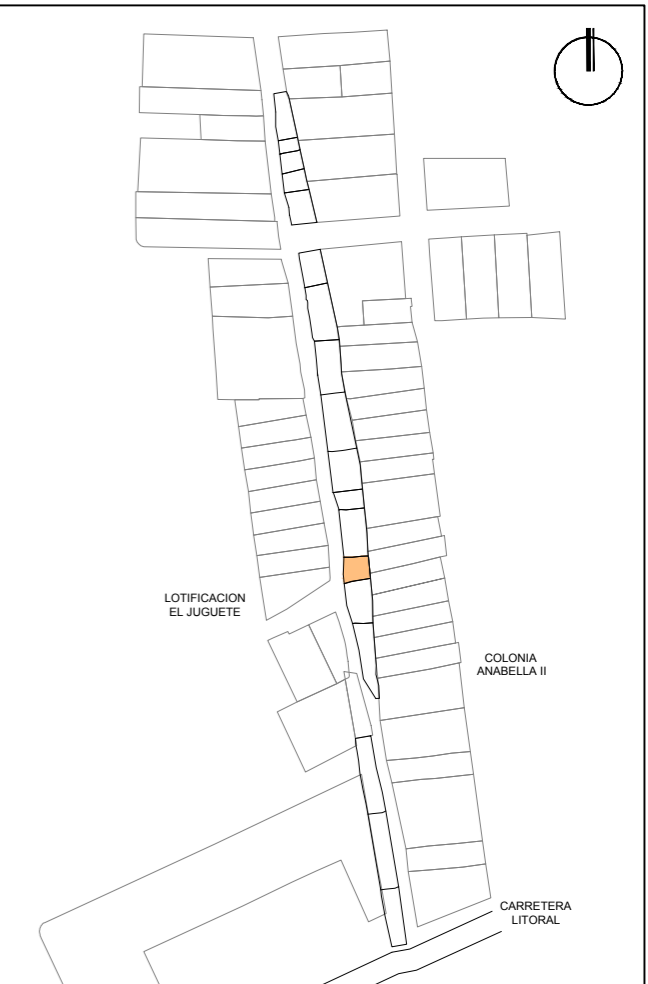 LOTIFICACION
EL JUGUETE
COLONIA
ANABELLA II
CARRETERA
LITORAL